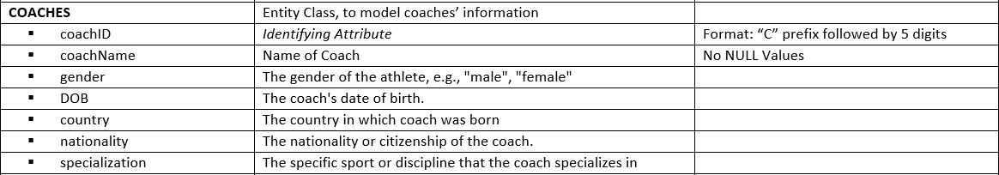 COACHES Entity Class, to model coaches’ information
▪ coachID Identifying Attribute Format: “C” prefix followed by 5 digits
▪ coachName Name of Coach No NULL Values
▪ gender The gender of the athlete, e.g., "male", "female"
▪ DOB The coach's date of birth.
▪ country The country in which coach was born
▪ nationality The nationality or citizenship of the coach.
▪ specialization The specific sport or discipline that the coach specializes in